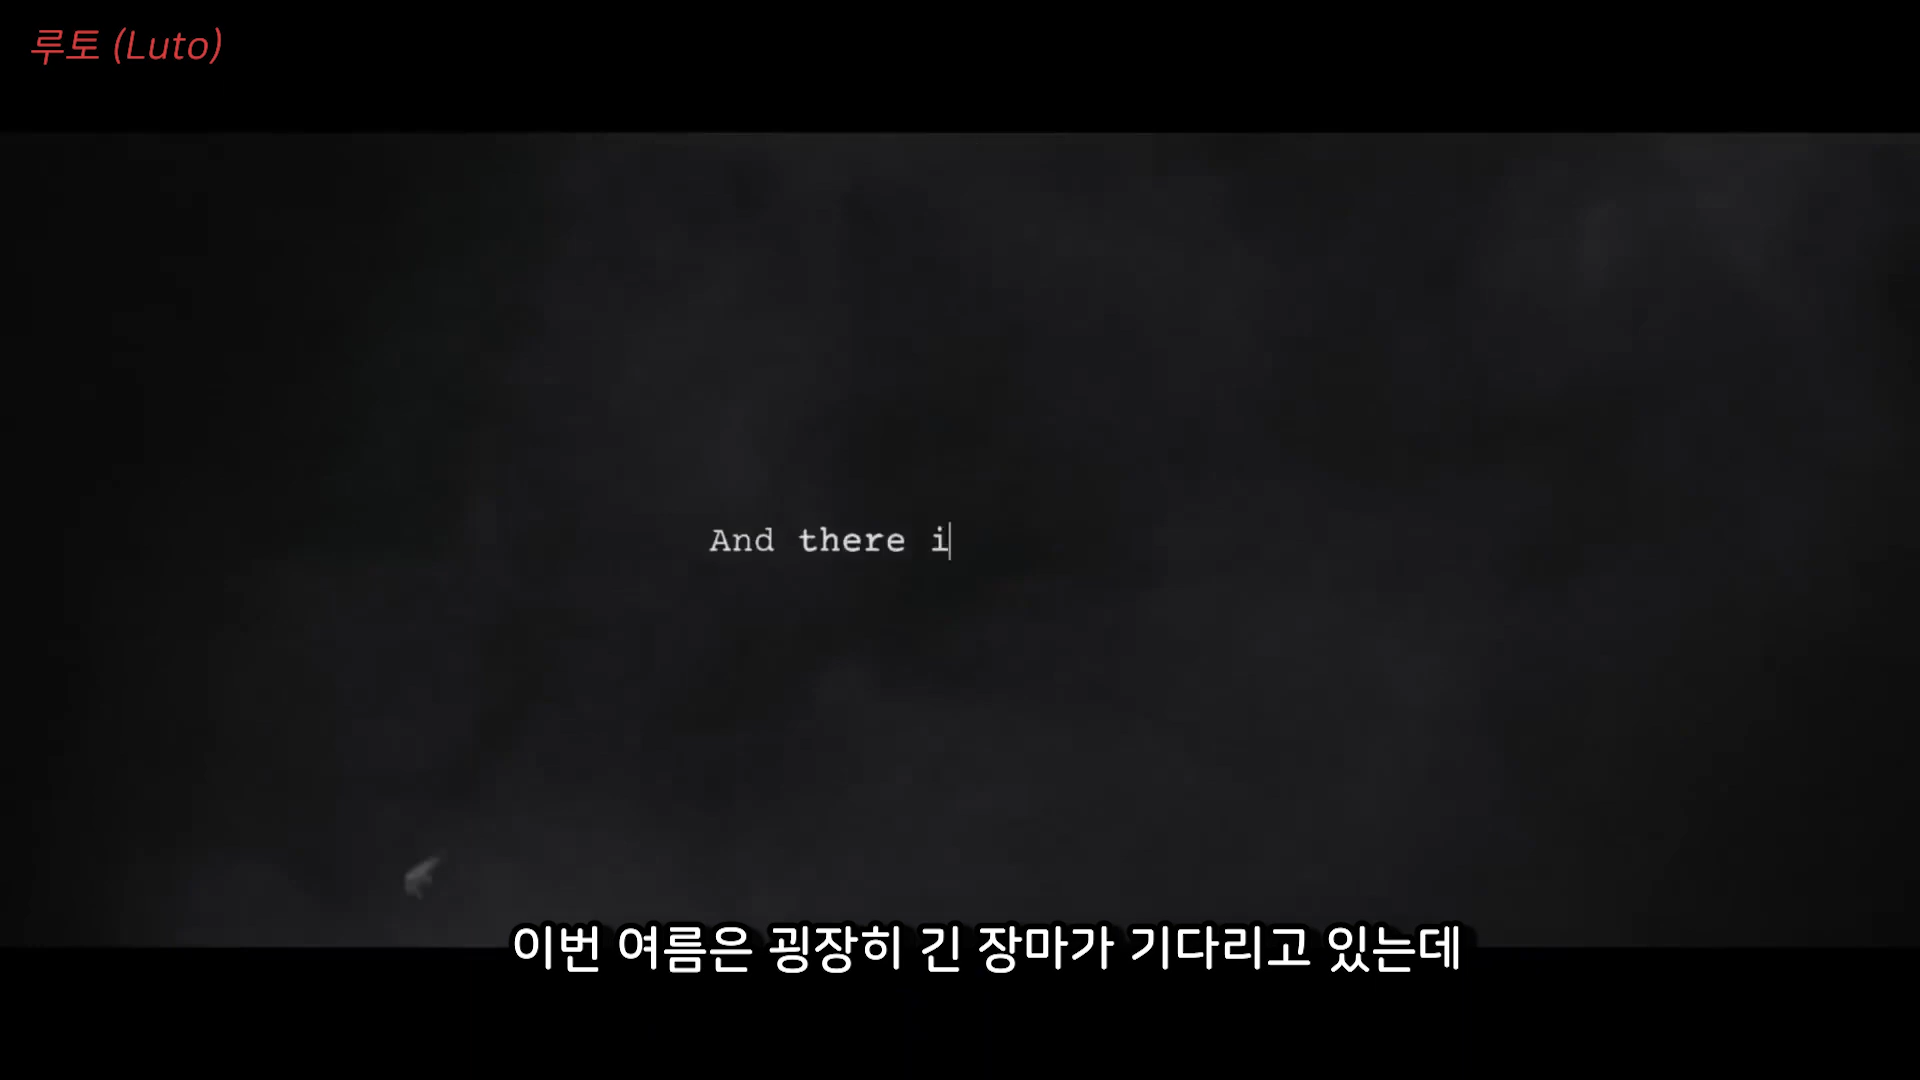 루토 (Luto)
And there i
이번 여름은 굉장히 긴 장마가 기다리고 있는데